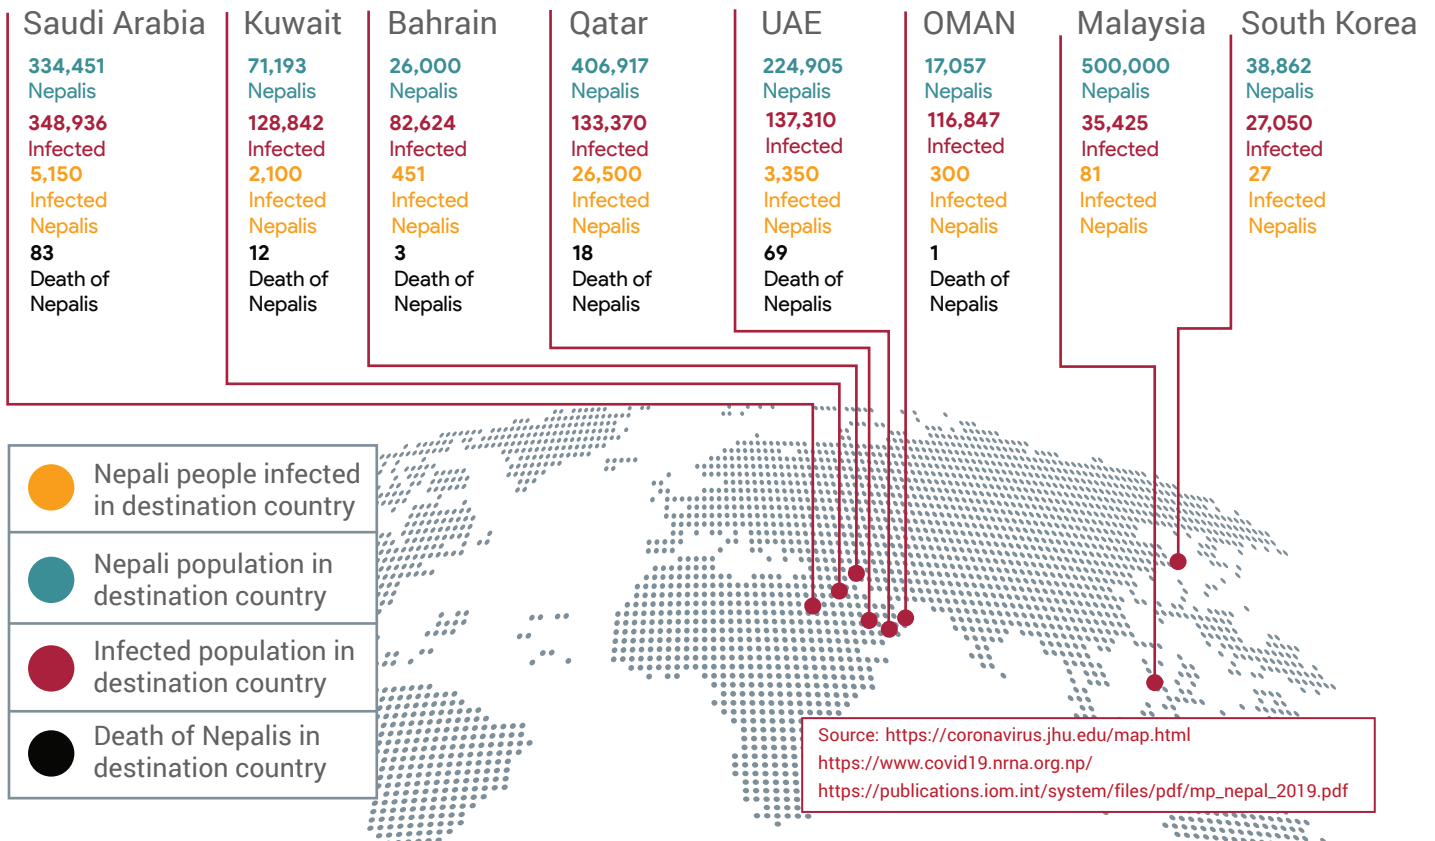 Saudi Arabia
334,451
Nepalis
348,936
Infected
5,150
Infected
Nepalis
83
Death of
Nepalis
Kuwait
71,193
Nepalis
128,842
Infected
2,100
Infected
Nepalis
12
Death of
Nepalis
Bahrain
26,000
Nepalis
82,624
Infected
451
Infected
Nepalis
3
Death of
Nepalis
Qatar
406,917
Nepalis
133,370
Infected
26,500
Infected
Nepalis
18
Death of
Nepalis
UAE
224,905
Nepalis
137,310
Infected
3,350
Infected
Nepalis
69
Death of
Nepalis
OMAN
17,057
Nepalis
116,847
Infected
300
Infected
Nepalis
1
Death of
Nepalis
Malaysia
500,000
Nepalis
35,425
Infected
81
Infected
Nepalis
South Korea
38,862
Nepalis
27,050
Infected
27
Infected
Nepalis
Nepali people infected
in destination country
Nepali population in
destination country
Infected population in
destination country
Death of Nepalis in
destination country
Source: https://coronavirus.jhu.edu/map.html
https://www.covid19.nrna.org.np/
https://publications.iom.int/system/files/pdf/mp_nepal_2019.pdf